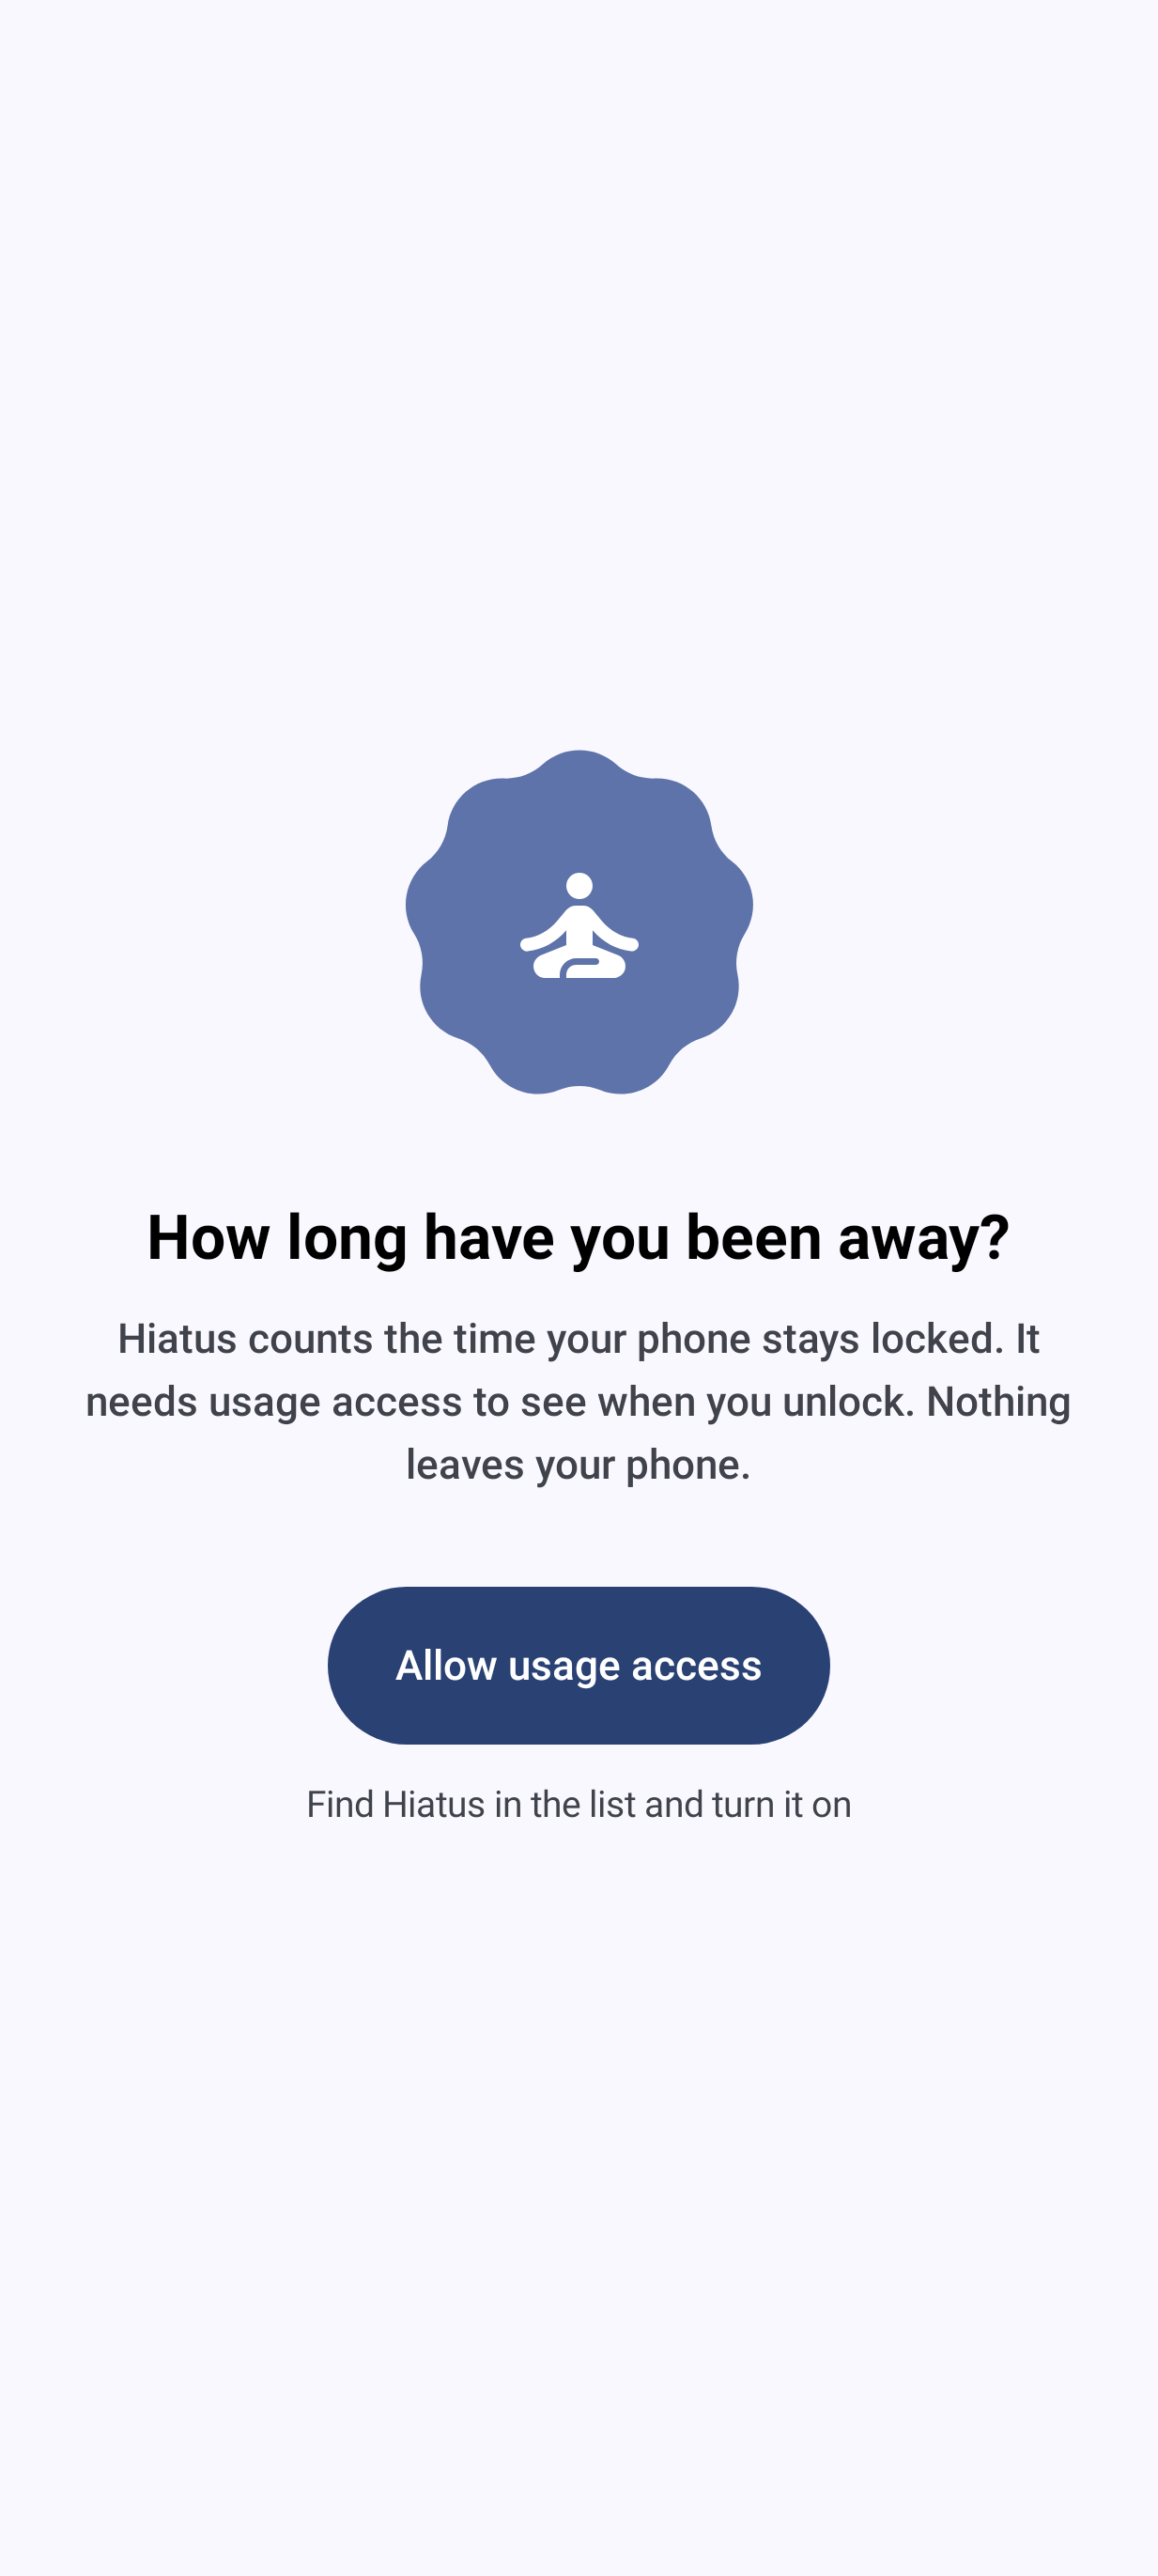 How long have you been away?
Hiatus counts the time your phone stays locked. It
needs usage access to see when you unlock. Nothing
leaves your phone.
Allow usage access
Find Hiatus in the list and turn it on